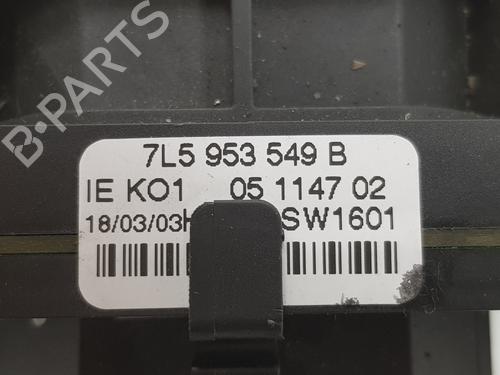 B-PARTS
7L5 953 549 B
IE KO1 05 1147 02
18/03/03 SW1601